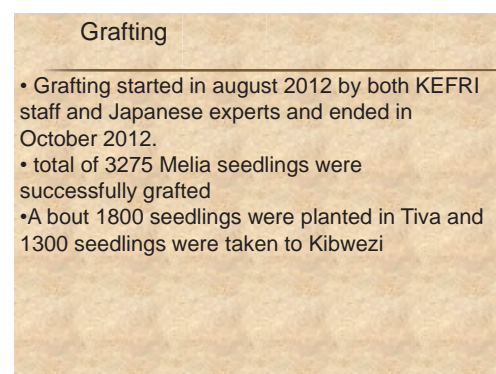 Grafting
• Grafting started in august 2012 by both KEFRI
staff and Japanese experts and ended in
October 2012.
• total of 3275 Melia seedlings were
successfully grafted
•A bout 1800 seedlings were planted in Tiva and
1300 seedlings were taken to Kibwezi